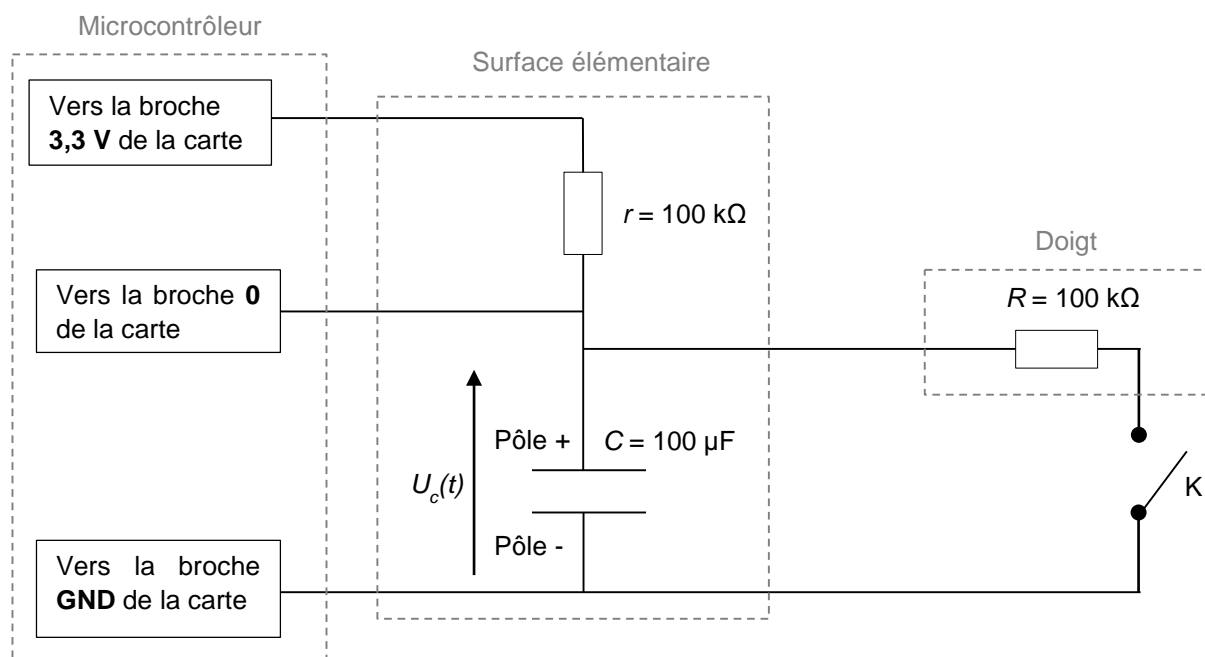 Microcontrôleur
Surface élémentaire
Vers la broche
3,3 V de la carte
r = 100 kΩ
Doigt
Vers la broche 0
de la carte
R = 100 kΩ
Pôle +
C = 100 µF
Uc(t)
K
Pôle -
Vers la broche
GND de la carte